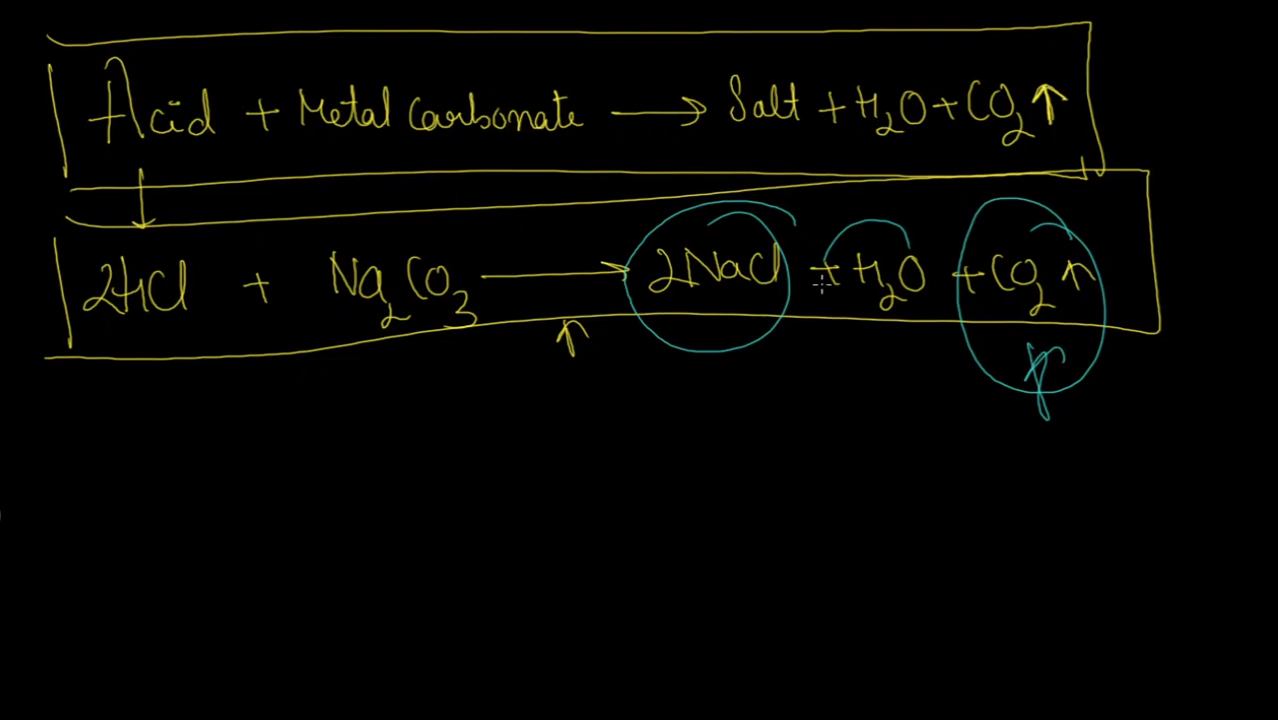 Acid + Metal carbonate ⟶ Salt + H₂O + CO₂ ↑
2HCl + Na₂CO₃ ⟶ 2NaCl + H₂O + CO₂ ↑